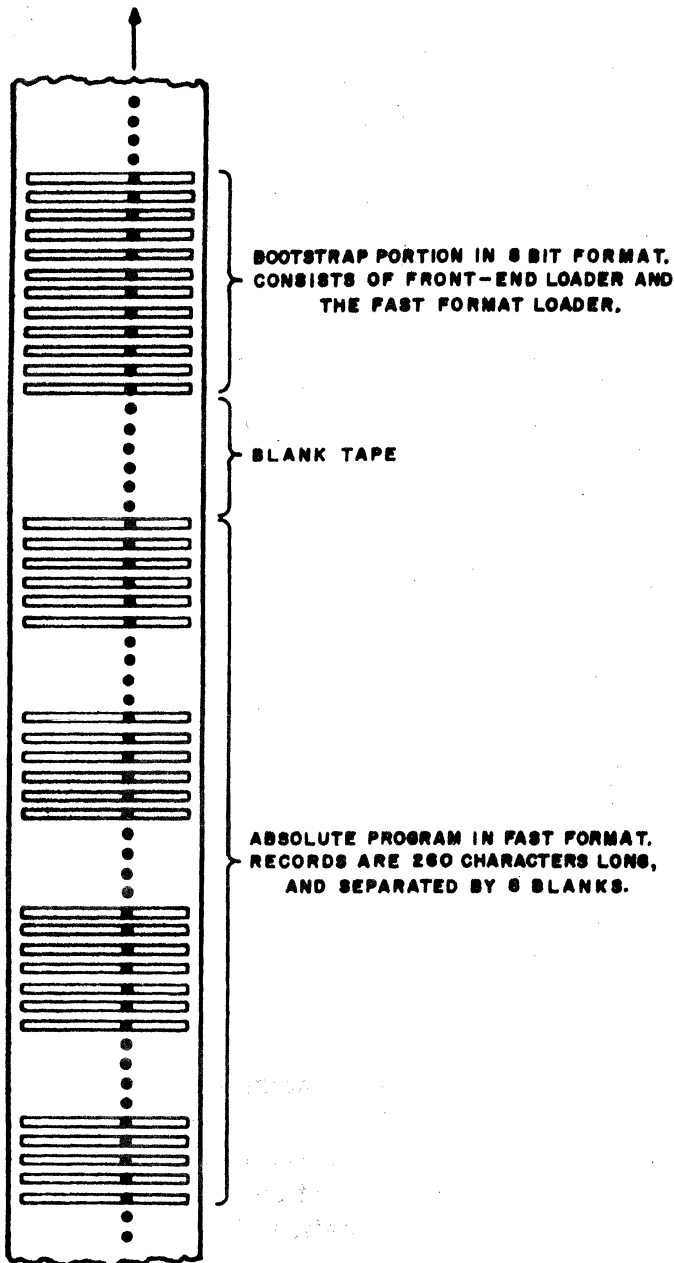 BOOTSTRAP PORTION IN 8 BIT FORMAT.
CONSISTS OF FRONT-END LOADER AND
THE FAST FORMAT LOADER.
BLANK TAPE
ABSOLUTE PROGRAM IN FAST FORMAT.
RECORDS ARE 260 CHARACTERS LONG,
AND SEPARATED BY 6 BLANKS.